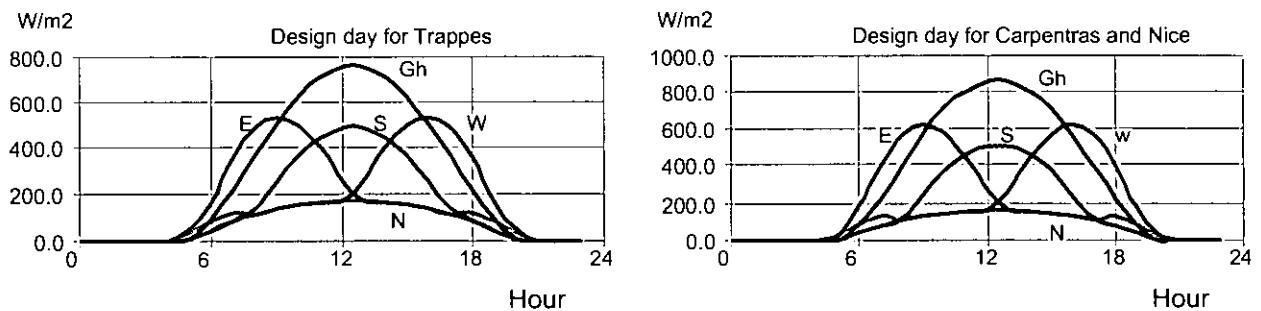 W/m2
Design day for Trappes
800.0
600.0
400.0
200.0
0.0
0
6
12
18
24
Gh
E
S
W
N
Hour
W/m2
Design day for Carpentras and Nice
1000.0
800.0
600.0
400.0
200.0
0.0
0
6
12
18
24
Gh
E
S
w
N
Hour